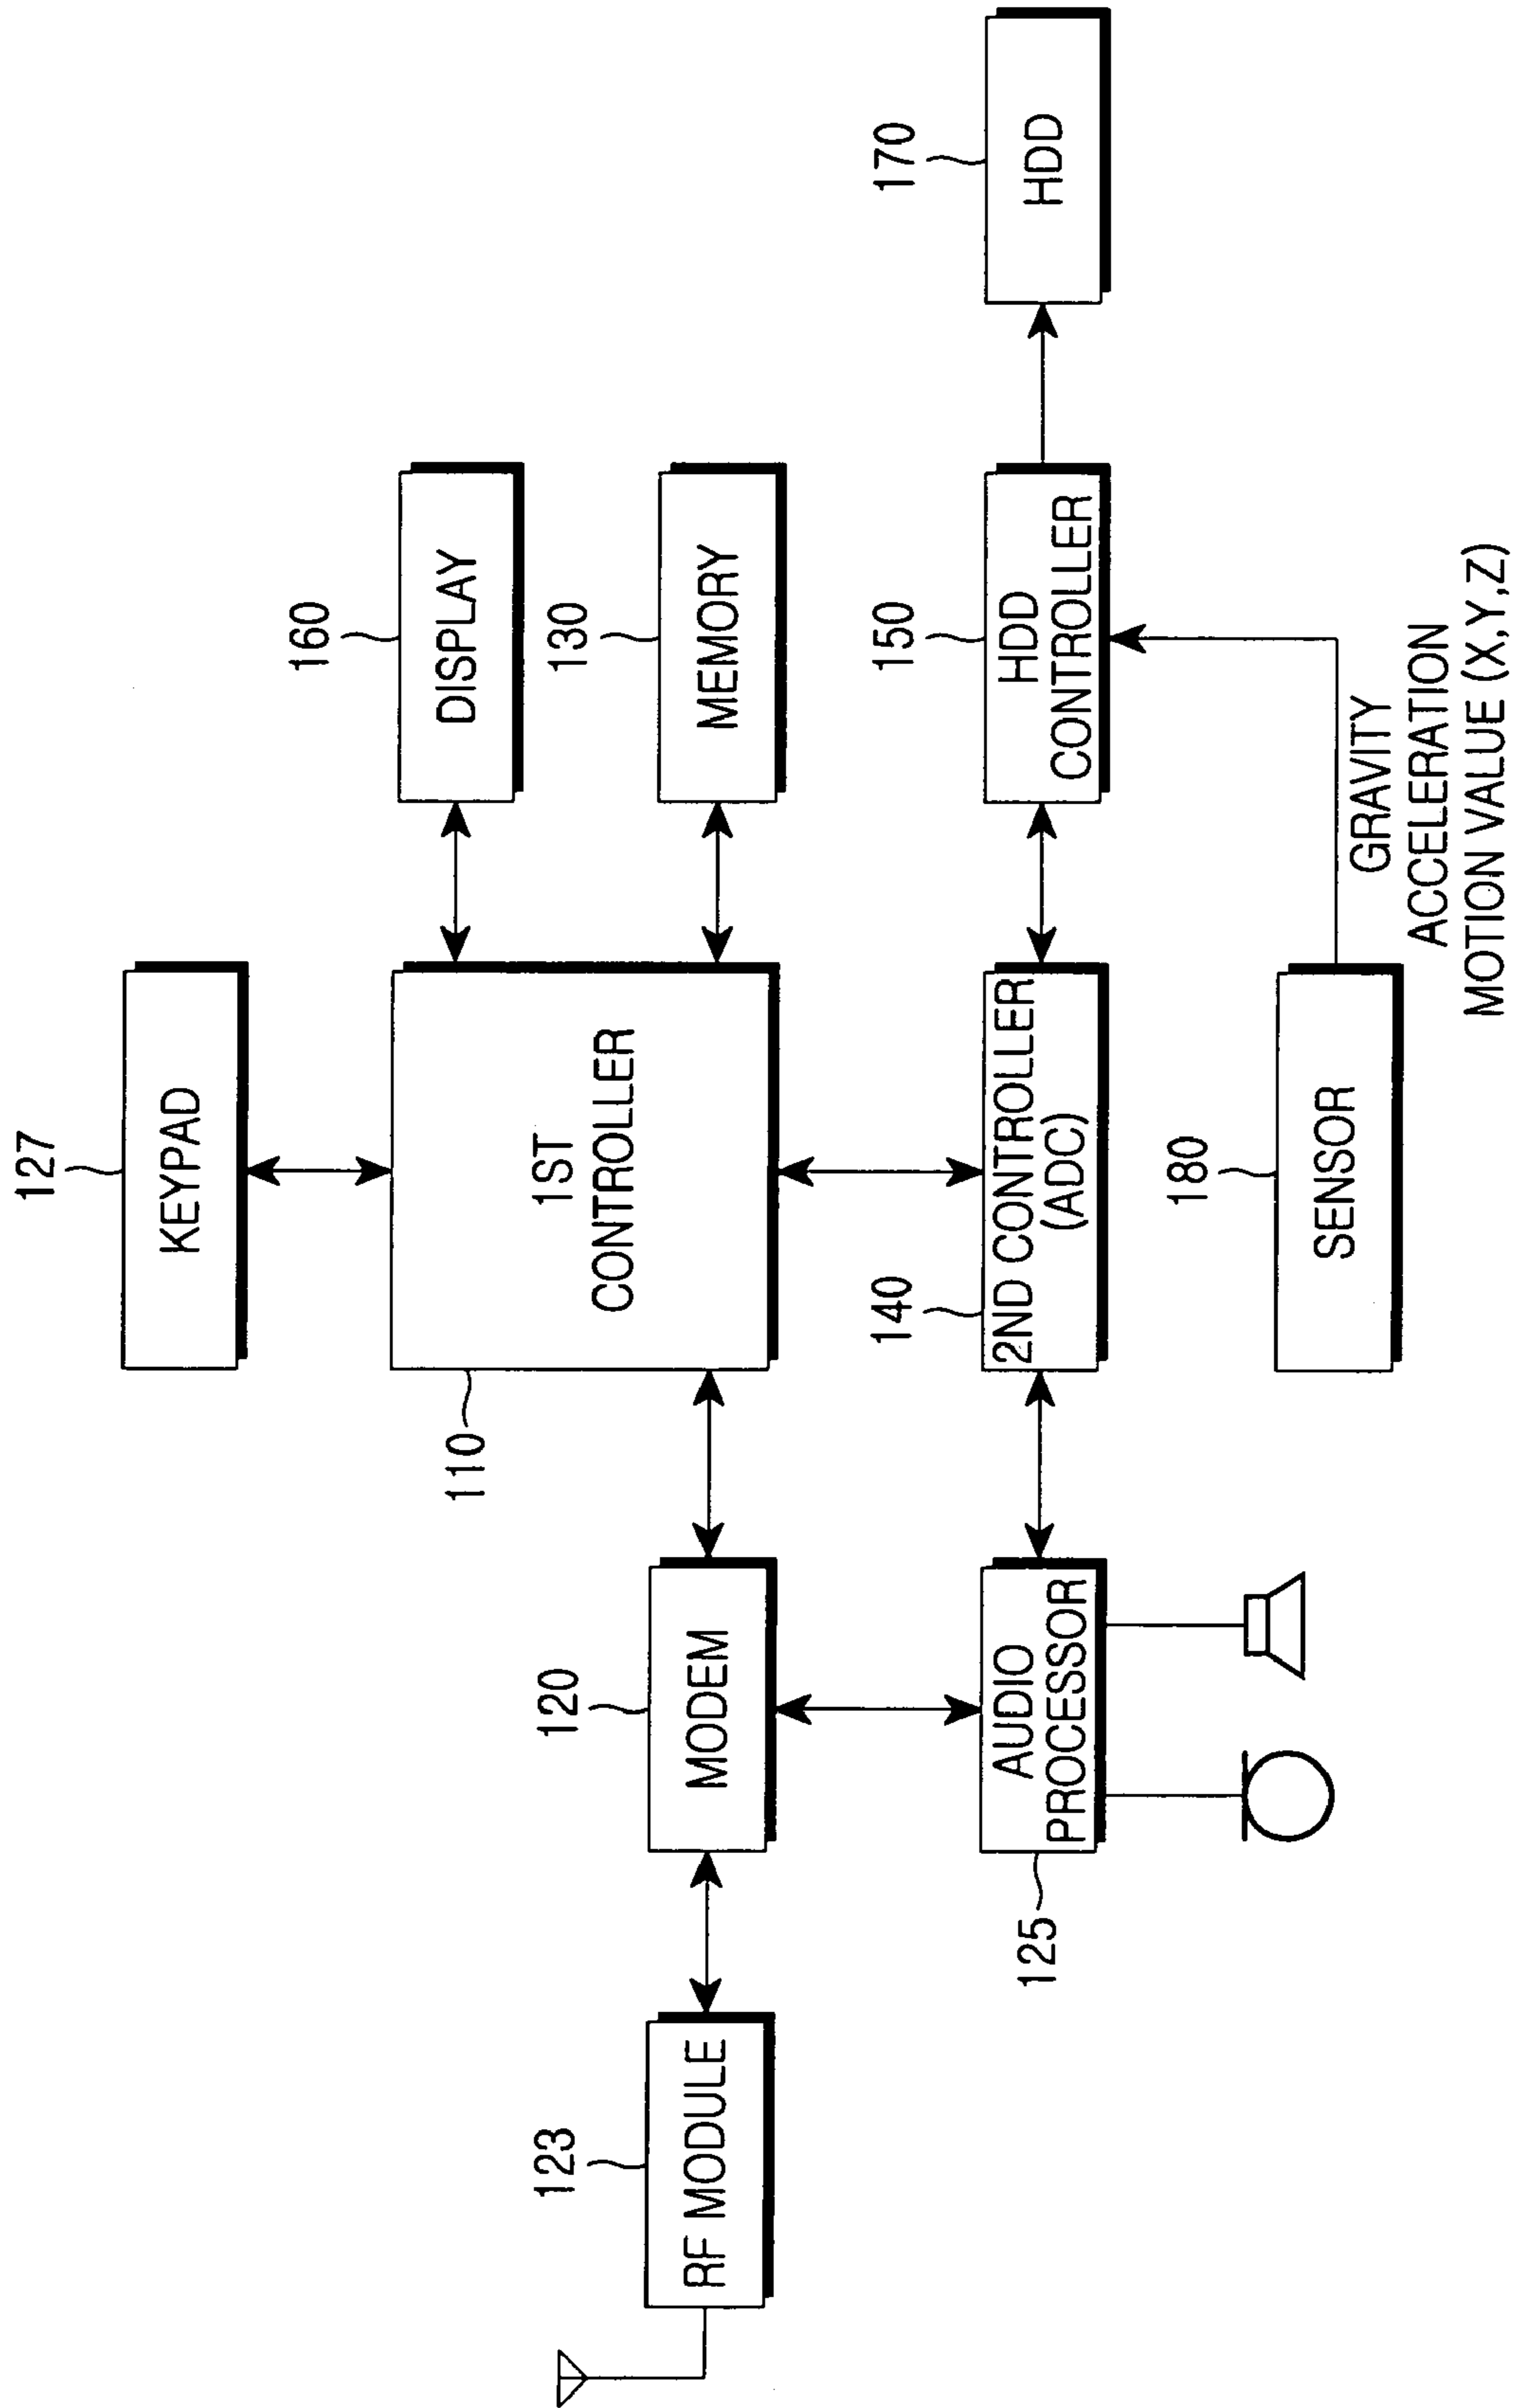 127
KEYPAD
160
DISPLAY
110
1ST
CONTROLLER
130
MEMORY
123
RF MODULE
120
MODEM
125
AUDIO
PROCESSOR
140
2ND CONTROLLER
(ADC)
150
HDD
CONTROLLER
170
HDD
180
SENSOR
GRAVITY
ACCELERATION
MOTION VALUE (X,Y,Z)